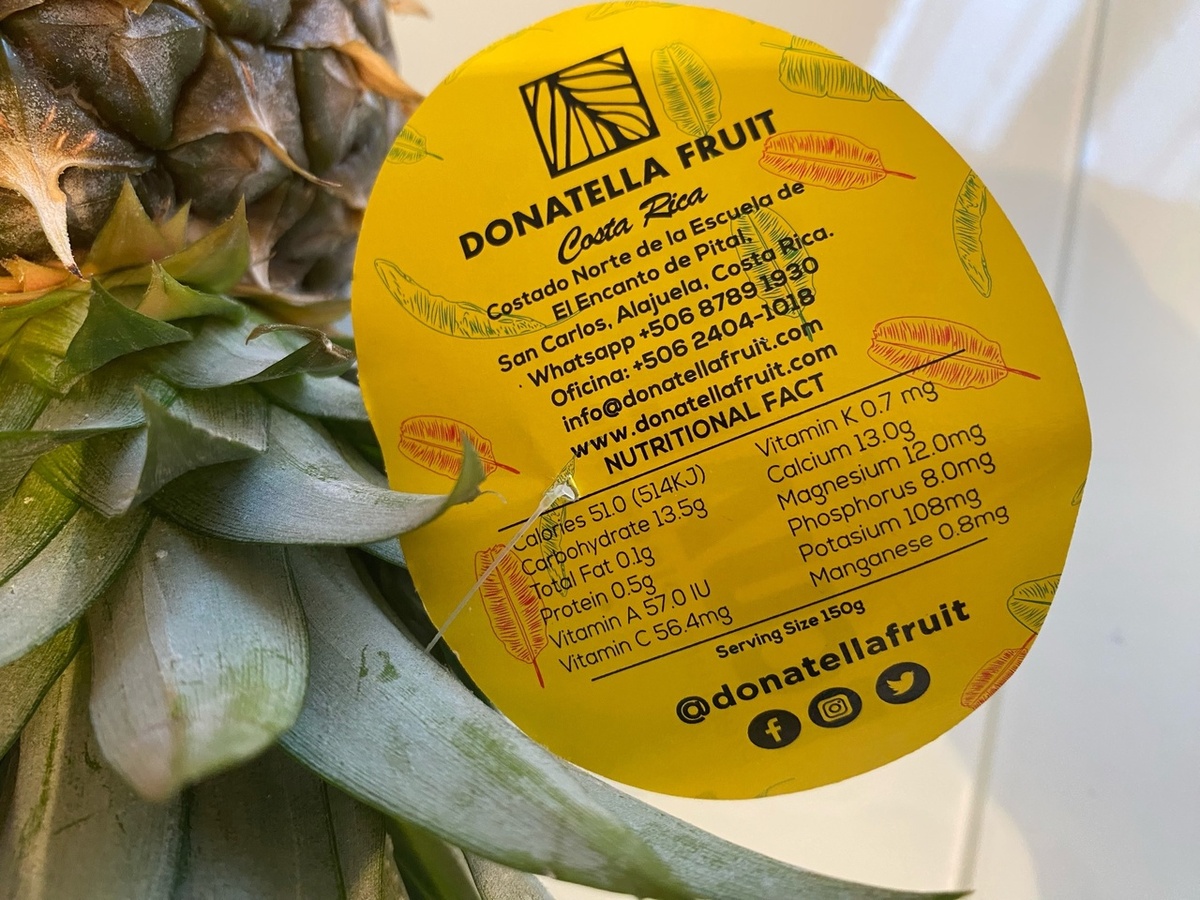 DONATELLA FRUIT
Costa Rica
Costado Norte de la Escuela de
El Encanto de Pital,
San Carlos, Alajuela, Costa Rica.
Whatsapp +506 8789 1930
Oficina: +506 2404-1018
info@donatellafruit.com
www.donatellafruit.com
NUTRITIONAL FACT
Calories 51.0 (514KJ)
Carbohydrate 13.5g
Total Fat 0.1g
Protein 0.5g
Vitamin A 57.0 IU
Vitamin C 56.4mg
Vitamin K 0.7 mg
Calcium 13.0g
Magnesium 12.0mg
Phosphorus 8.0mg
Potasium 108mg
Manganese 0.8mg
Serving Size 150g
@donatellafruit